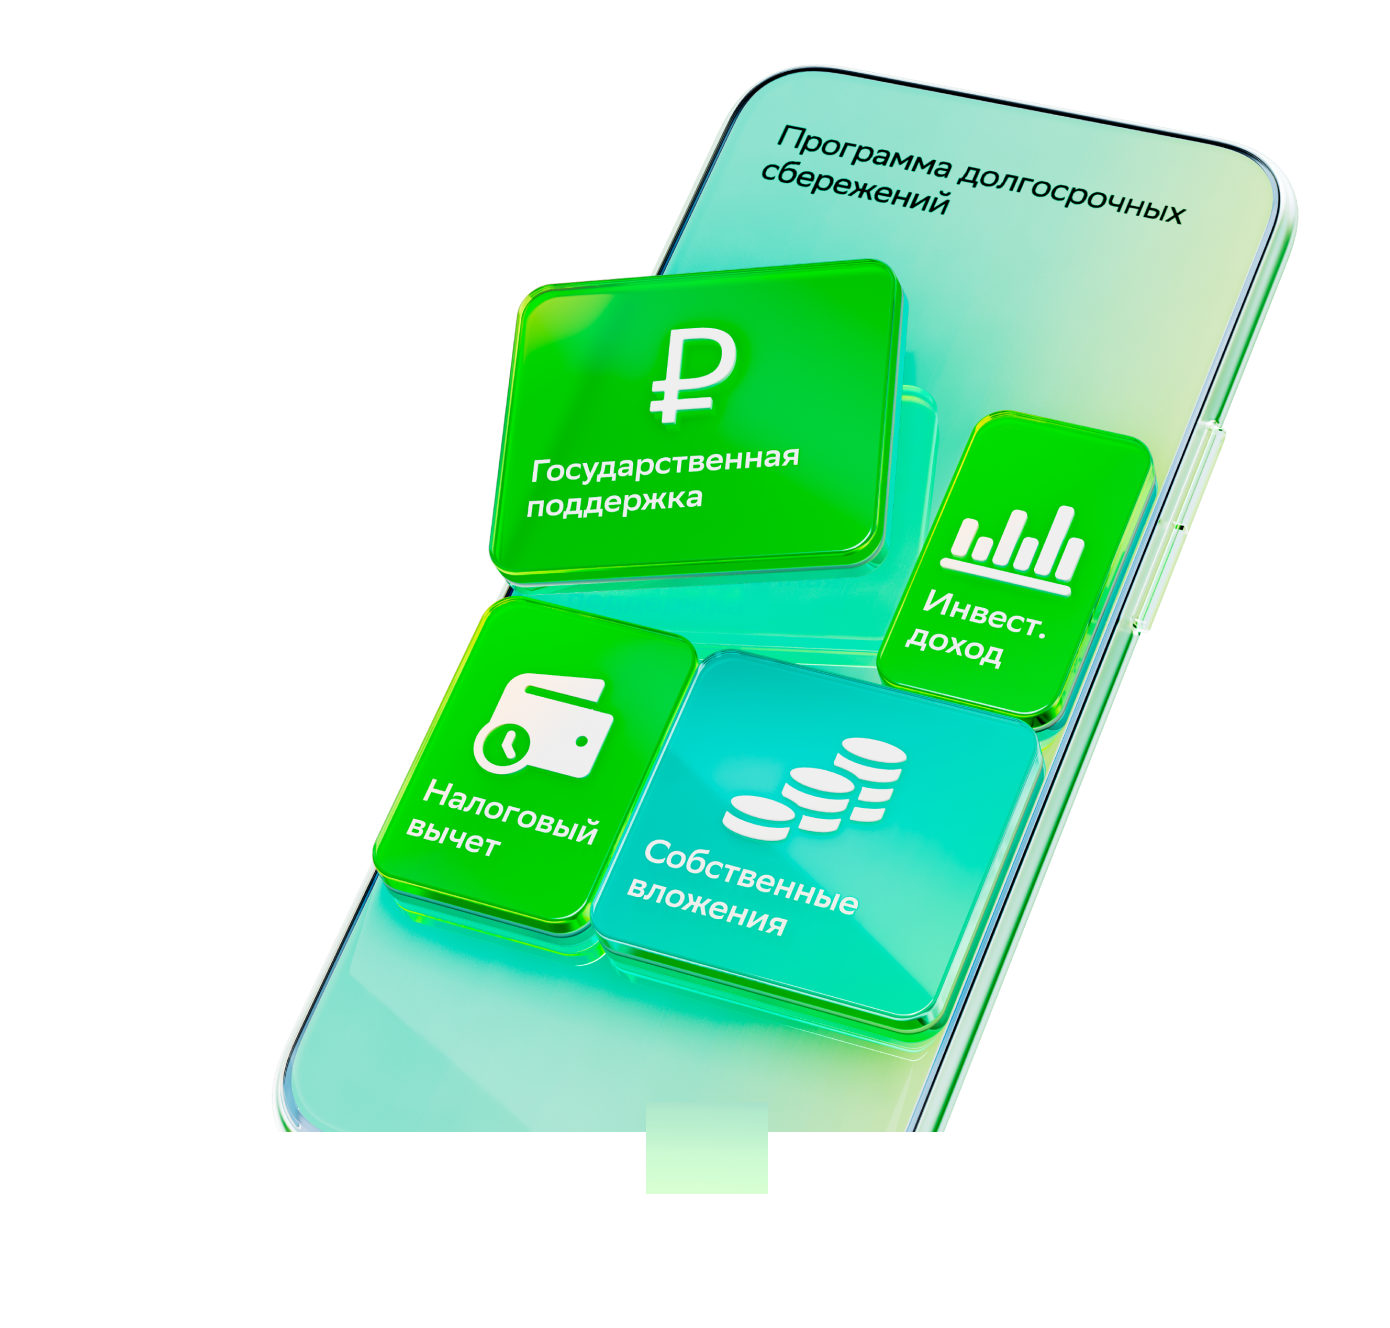 Программа долгосрочных
сбережений
Государственная
поддержка
Инвест.
доход
Налоговый
вычет
Собственные
вложения